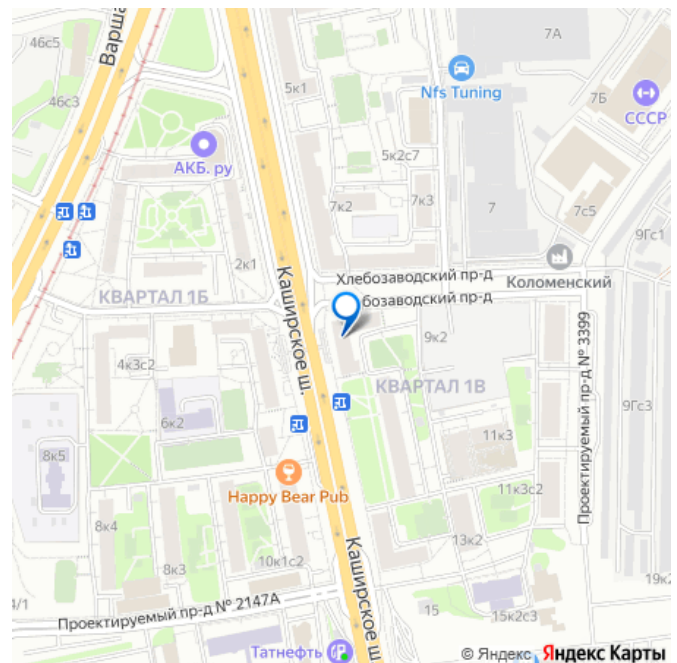 46с5
Варша
5к1
7А
Nfs Tuning
7Б
СССР
46с3
АКБ. ру
5к2с7
7к2
7к3
7
7с5
9Гс1
2к1
Хлебозаводский пр-д
Коломенский
КВАРТАЛ 1Б
бозаводский пр-д
Каширское ш.
9к2
4к3с2
КВАРТАЛ 1В
Проектируемый пр-д № 3399
9Гс3
6к2
11к3
8к5
Happy Bear Pub
11к3с2
8к4
13к2
8к3
10к1с2
Каширское ш
19к2
4/1
Проектируемый пр-д № 2147А
15
15к2с3
Татнефть
© Яндекс Яндекс Карты